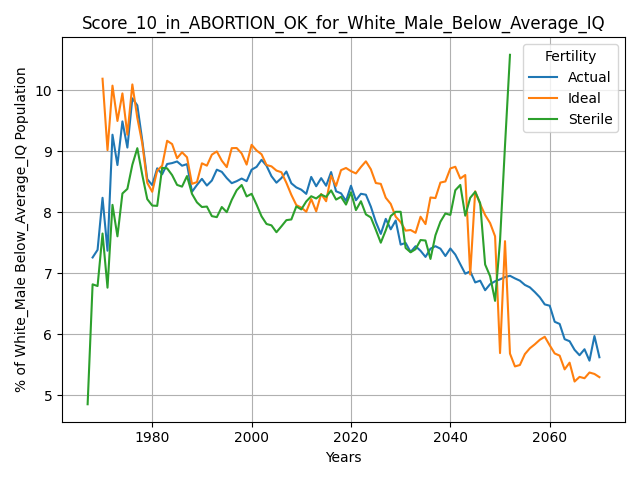 Score_10_in_ABORTION_OK_for_White_Male_Below_Average_IQ
% of White_Male Below_Average_IQ Population
10
9
8
7
6
5
Fertility
Actual
Ideal
Sterile
1980
2000
2020
2040
2060
Years